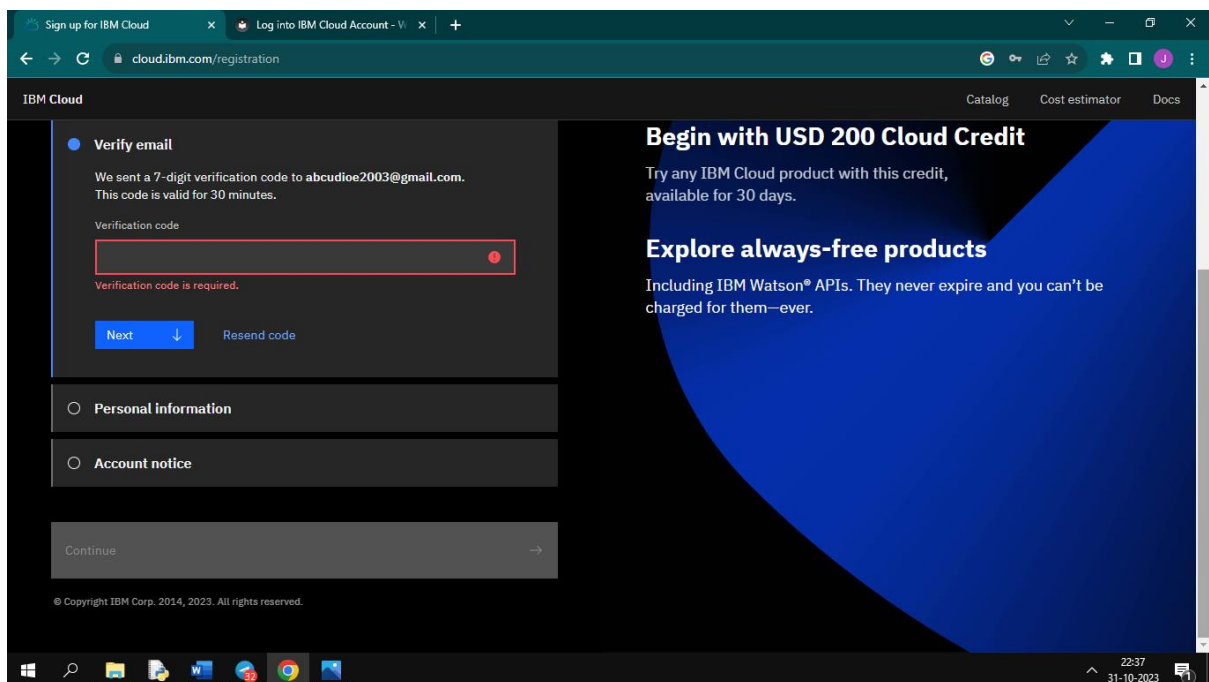 Sign up for IBM Cloud
Log into IBM Cloud Account - W
cloud.ibm.com/registration
J
IBM Cloud
Catalog
Cost estimator
Docs
Verify email
We sent a 7-digit verification code to abcudioe2003@gmail.com.
This code is valid for 30 minutes.
Verification code
Verification code is required.
Next
Resend code
Personal information
Account notice
Continue
© Copyright IBM Corp. 2014, 2023. All rights reserved.
Begin with USD 200 Cloud Credit
Try any IBM Cloud product with this credit,
available for 30 days.
Explore always-free products
Including IBM Watson® APIs. They never expire and you can't be
charged for them—ever.
32
22:37
31-10-2023
1